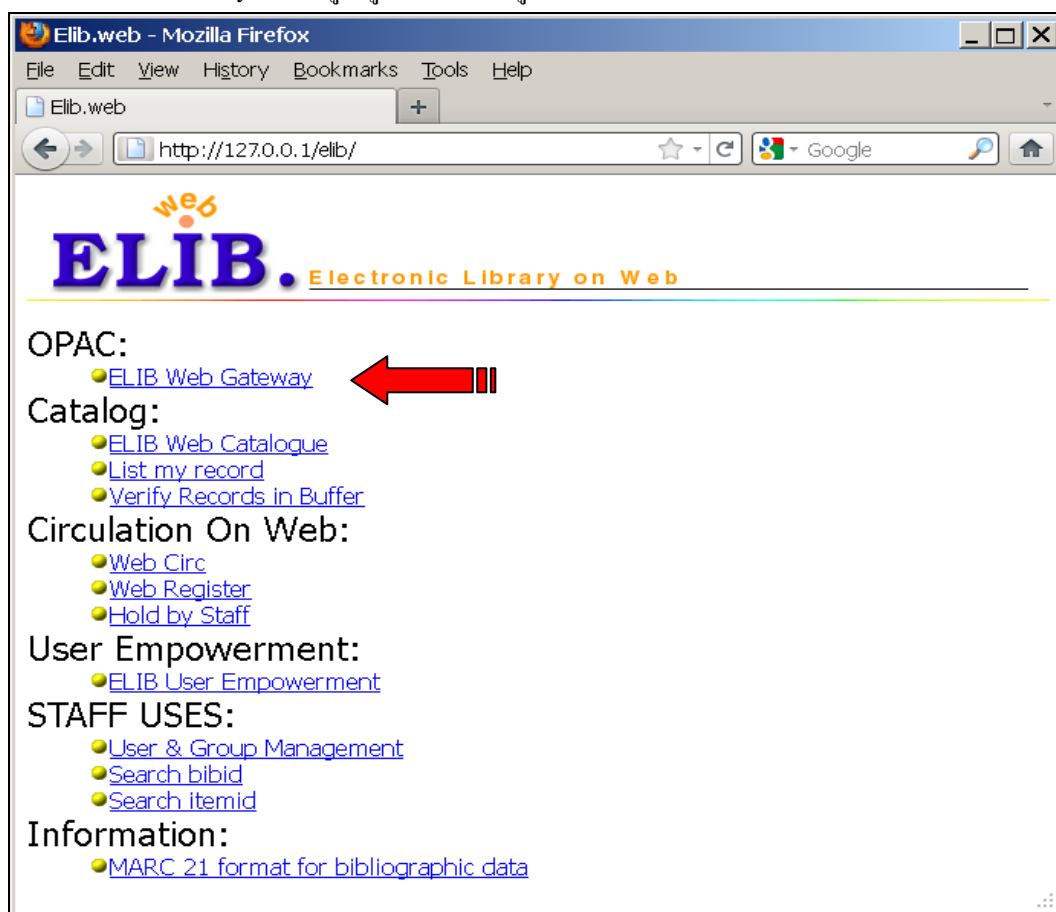 Elib.web - Mozilla Firefox
File Edit View History Bookmarks Tools Help
Elib.web
http://127.0.0.1/elib/
Google
web
ELIB. Electronic Library on Web
OPAC:
ELIB Web Gateway
Catalog:
ELIB Web Catalogue
List my record
Verify Records in Buffer
Circulation On Web:
Web Circ
Web Register
Hold by Staff
User Empowerment:
ELIB User Empowerment
STAFF USES:
User & Group Management
Search bibid
Search itemid
Information:
MARC 21 format for bibliographic data